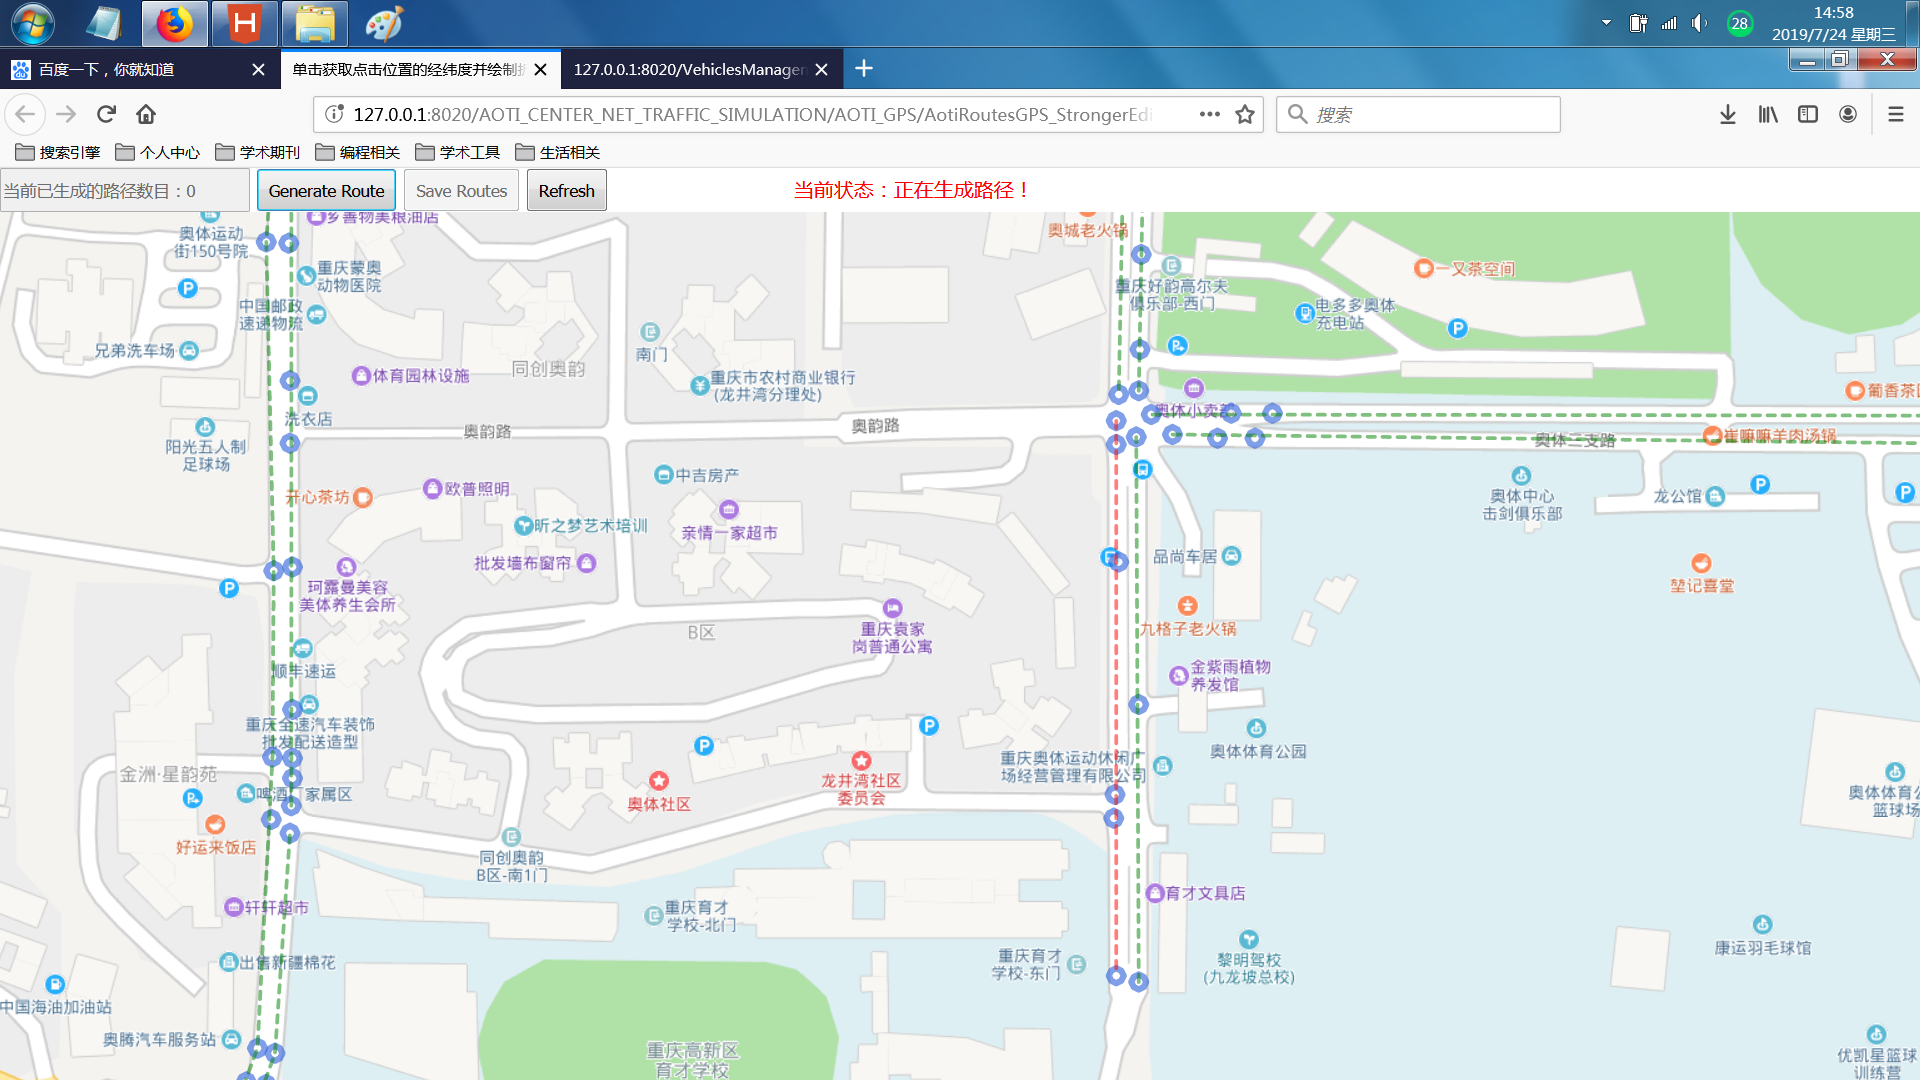 14:58
28
2019/7/24 星期三
百度一下，你就知道
单击获取点击位置的经纬度并绘制折
127.0.0.1:8020/VehiclesManagem
127.0.0.1:8020/AOTI_CENTER_NET_TRAFFIC_SIMULATION/AOTI_GPS/AotiRoutesGPS_StrongerEdi
搜索
搜索引擎
个人中心
学术期刊
编程相关
学术工具
生活相关
当前已生成的路径数目：0
Generate Route
Save Routes
Refresh
当前状态：正在生成路径！
乡善物美粮油店
奥体运动
街150号院
奥城老火锅
重庆蒙奥
动物医院
一又茶空间
重庆好韵高尔夫
俱乐部-西门
中国邮政
速递物流
电多多奥体
充电站
兄弟洗车场
南门
同创奥韵
体育园林设施
重庆市农村商业银行
(龙井湾分理处)
葡香茶园
洗衣店
奥体小卖部
奥韵路
奥韵路
崔嘛嘛羊肉汤锅
奥体二支路
阳光五人制
足球场
中吉房产
欧普照明
开心茶坊
奥体中心
击剑俱乐部
龙公馆
昕之梦艺术培训
亲情一家超市
批发墙布窗帘
品尚车居
堃记喜堂
珂露曼美容
美体养生会所
九格子老火锅
B区
重庆袁家
岗普通公寓
顺丰速运
金紫雨植物
养发馆
重庆全速汽车装饰
批发配送造型
奥体体育公园
重庆奥体运动休闲广
场经营管理有限公司
金洲·星韵苑
龙井湾社区
委员会
啤酒厂家属区
奥体社区
奥体体育公
篮球场
好运来饭店
同创奥韵
B区-南1门
育才文具店
轩轩超市
重庆育才
学校-北门
康运羽毛球馆
重庆育才
学校-东门
黎明驾校
(九龙坡总校)
出售新疆棉花
中国海油加油站
奥腾汽车服务站
重庆高新区
育才学校
优凯星篮球
训练营